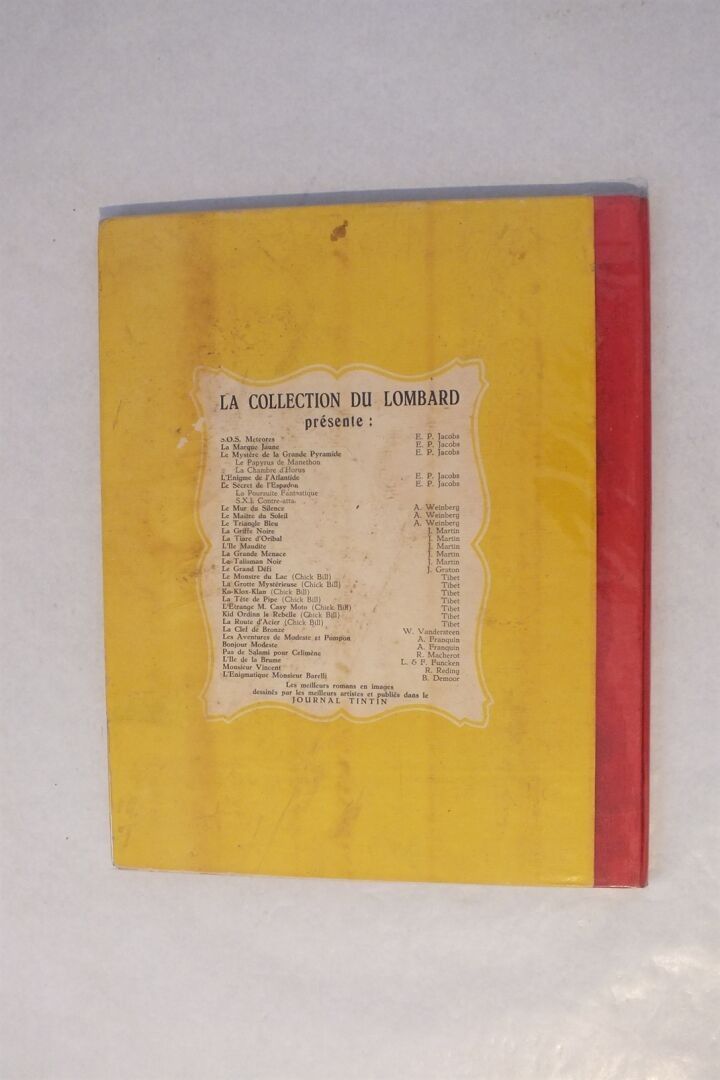 LA COLLECTION DU LOMBARD
présente :
S.O.S. Meteores E. P. Jacobs
La Marque Jaune E. P. Jacobs
Le Mystère de la Grande Pyramide E. P. Jacobs
Le Papyrus de Manethon
La Chambre d'Horus
L'Enigme de l'Atlantide E. P. Jacobs
Le Secret de l'Espadon E. P. Jacobs
La Poursuite Fantastique
S.X.I. Contre-atta.
Le Mur du Silence A. Weinberg
Le Maître du Soleil A. Weinberg
Le Triangle Bleu A. Weinberg
La Griffe Noire J. Martin
La Tiare d'Oribal J. Martin
L'Ile Maudite J. Martin
La Grande Menace J. Martin
Le Talisman Noir J. Martin
Le Grand Défi J. Graton
Le Monstre du Lac (Chick Bill) Tibet
La Grotte Mystérieuse (Chick Bill) Tibet
Ko-Klox-Klan (Chick Bill) Tibet
La Tête de Pipe (Chick Bill) Tibet
L'Etrange M. Casy Moto (Chick Bill) Tibet
Kid Ordinn le Rebelle (Chick Bill) Tibet
La Route d'Acier (Chick Bill) Tibet
La Clef de Bronze W. Vandersteen
Les Aventures de Modeste et Pompon A. Franquin
Bonjour Modeste A. Franquin
Pas de Salami pour Celimène R. Macherot
L'Ile de la Brume L. & F. Funcken
Monsieur Vincent R. Reding
L'Enigmatique Monsieur Barelli B. Demoor
Les meilleurs romans en images
dessinés par les meilleurs artistes et publiés dans le
JOURNAL TINTIN